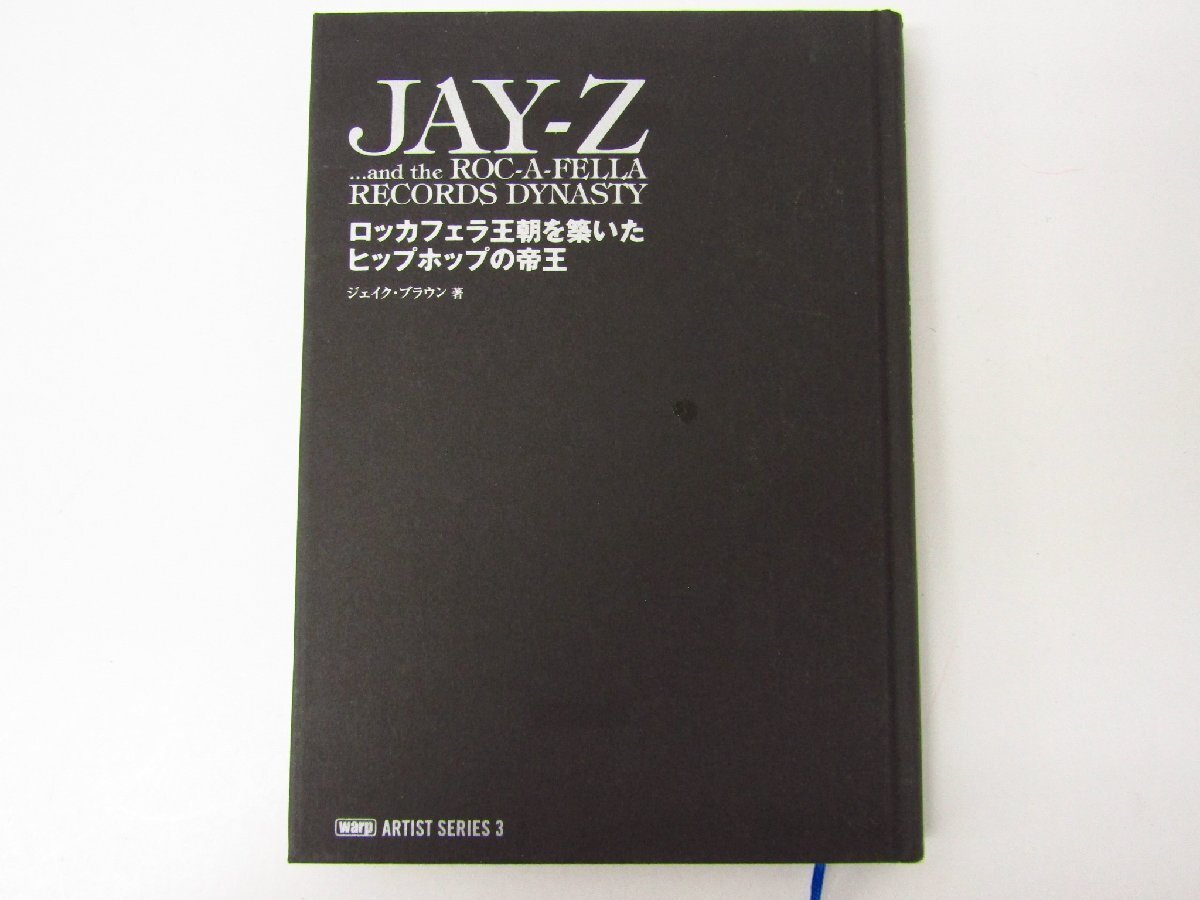 JAY-Z
...and the ROC-A-FELLA
RECORDS DYNASTY
ロッカフェラ王朝を築いた
ヒップホップの帝王
ジェイク・ブラウン 著
warp ARTIST SERIES 3